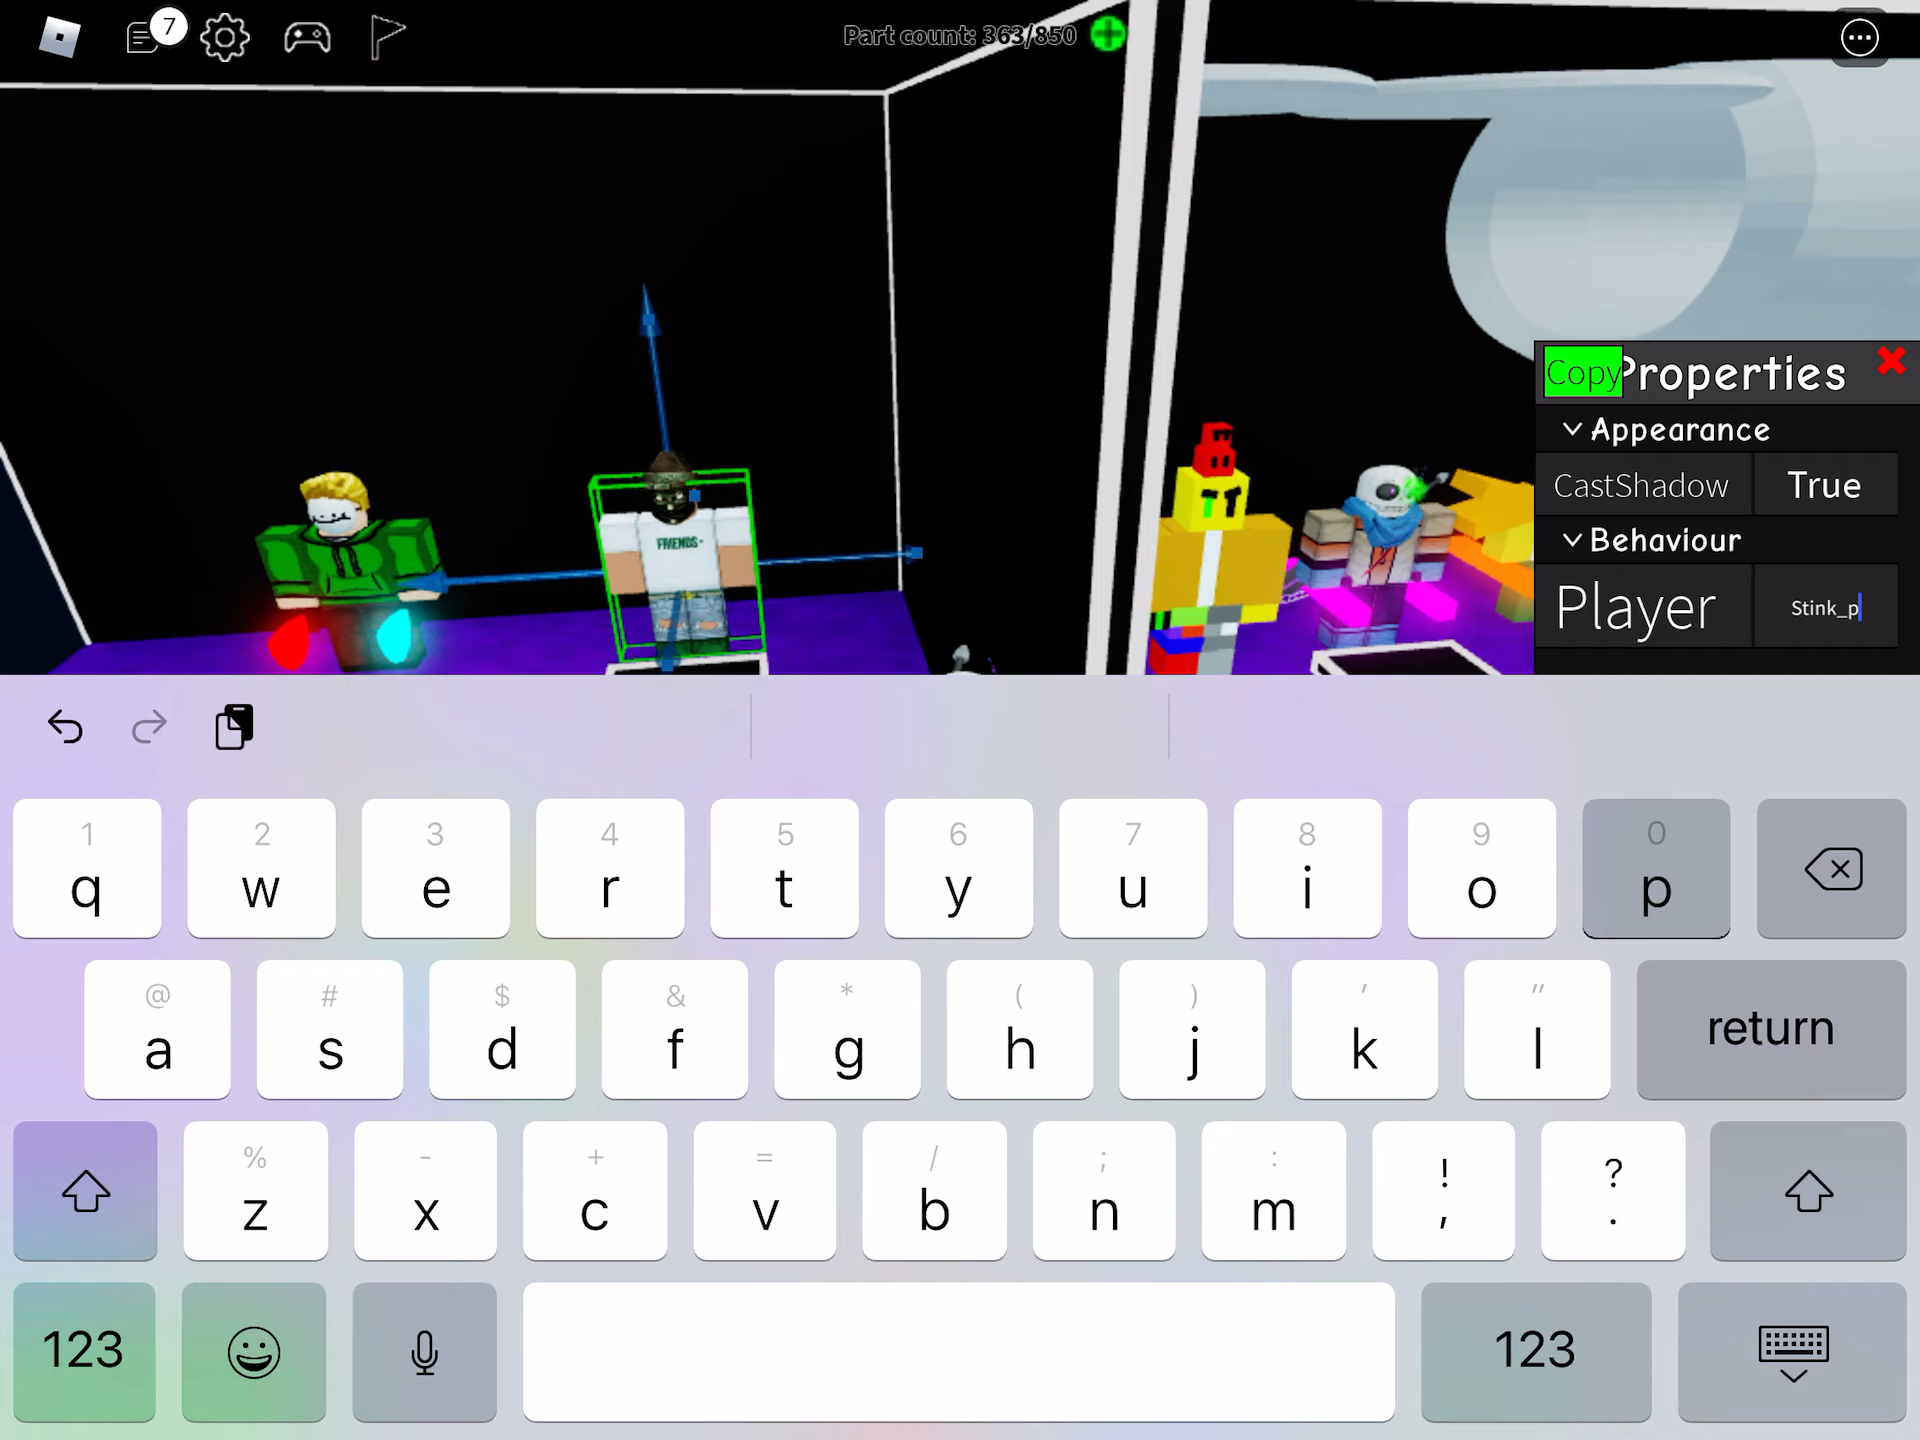 7
Part count: 363/850
Copy
Properties
Appearance
CastShadow
True
Behaviour
Player
Stink_p
FRIENDS
1 2 3 4 5 6 7 8 9 0
q w e r t y u i o p
@ # $ & * ( ) ' "
a s d f g h j k l
return
% - + = / ; : ! ?
z x c v b n m , .
123
123